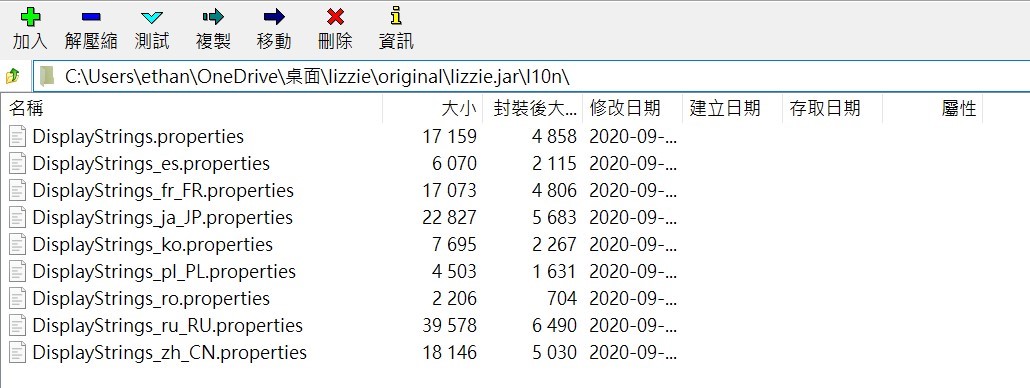 加入 解壓縮 測試 複製 移動 刪除 資訊
C:\Users\ethan\OneDrive\桌面\lizzie\original\lizzie.jar\l10n\
名稱 大小 封裝後大... 修改日期 建立日期 存取日期 屬性
DisplayStrings.properties 17 159 4 858 2020-09-...
DisplayStrings_es.properties 6 070 2 115 2020-09-...
DisplayStrings_fr_FR.properties 17 073 4 806 2020-09-...
DisplayStrings_ja_JP.properties 22 827 5 683 2020-09-...
DisplayStrings_ko.properties 7 695 2 267 2020-09-...
DisplayStrings_pl_PL.properties 4 503 1 631 2020-09-...
DisplayStrings_ro.properties 2 206 704 2020-09-...
DisplayStrings_ru_RU.properties 39 578 6 490 2020-09-...
DisplayStrings_zh_CN.properties 18 146 5 030 2020-09-...